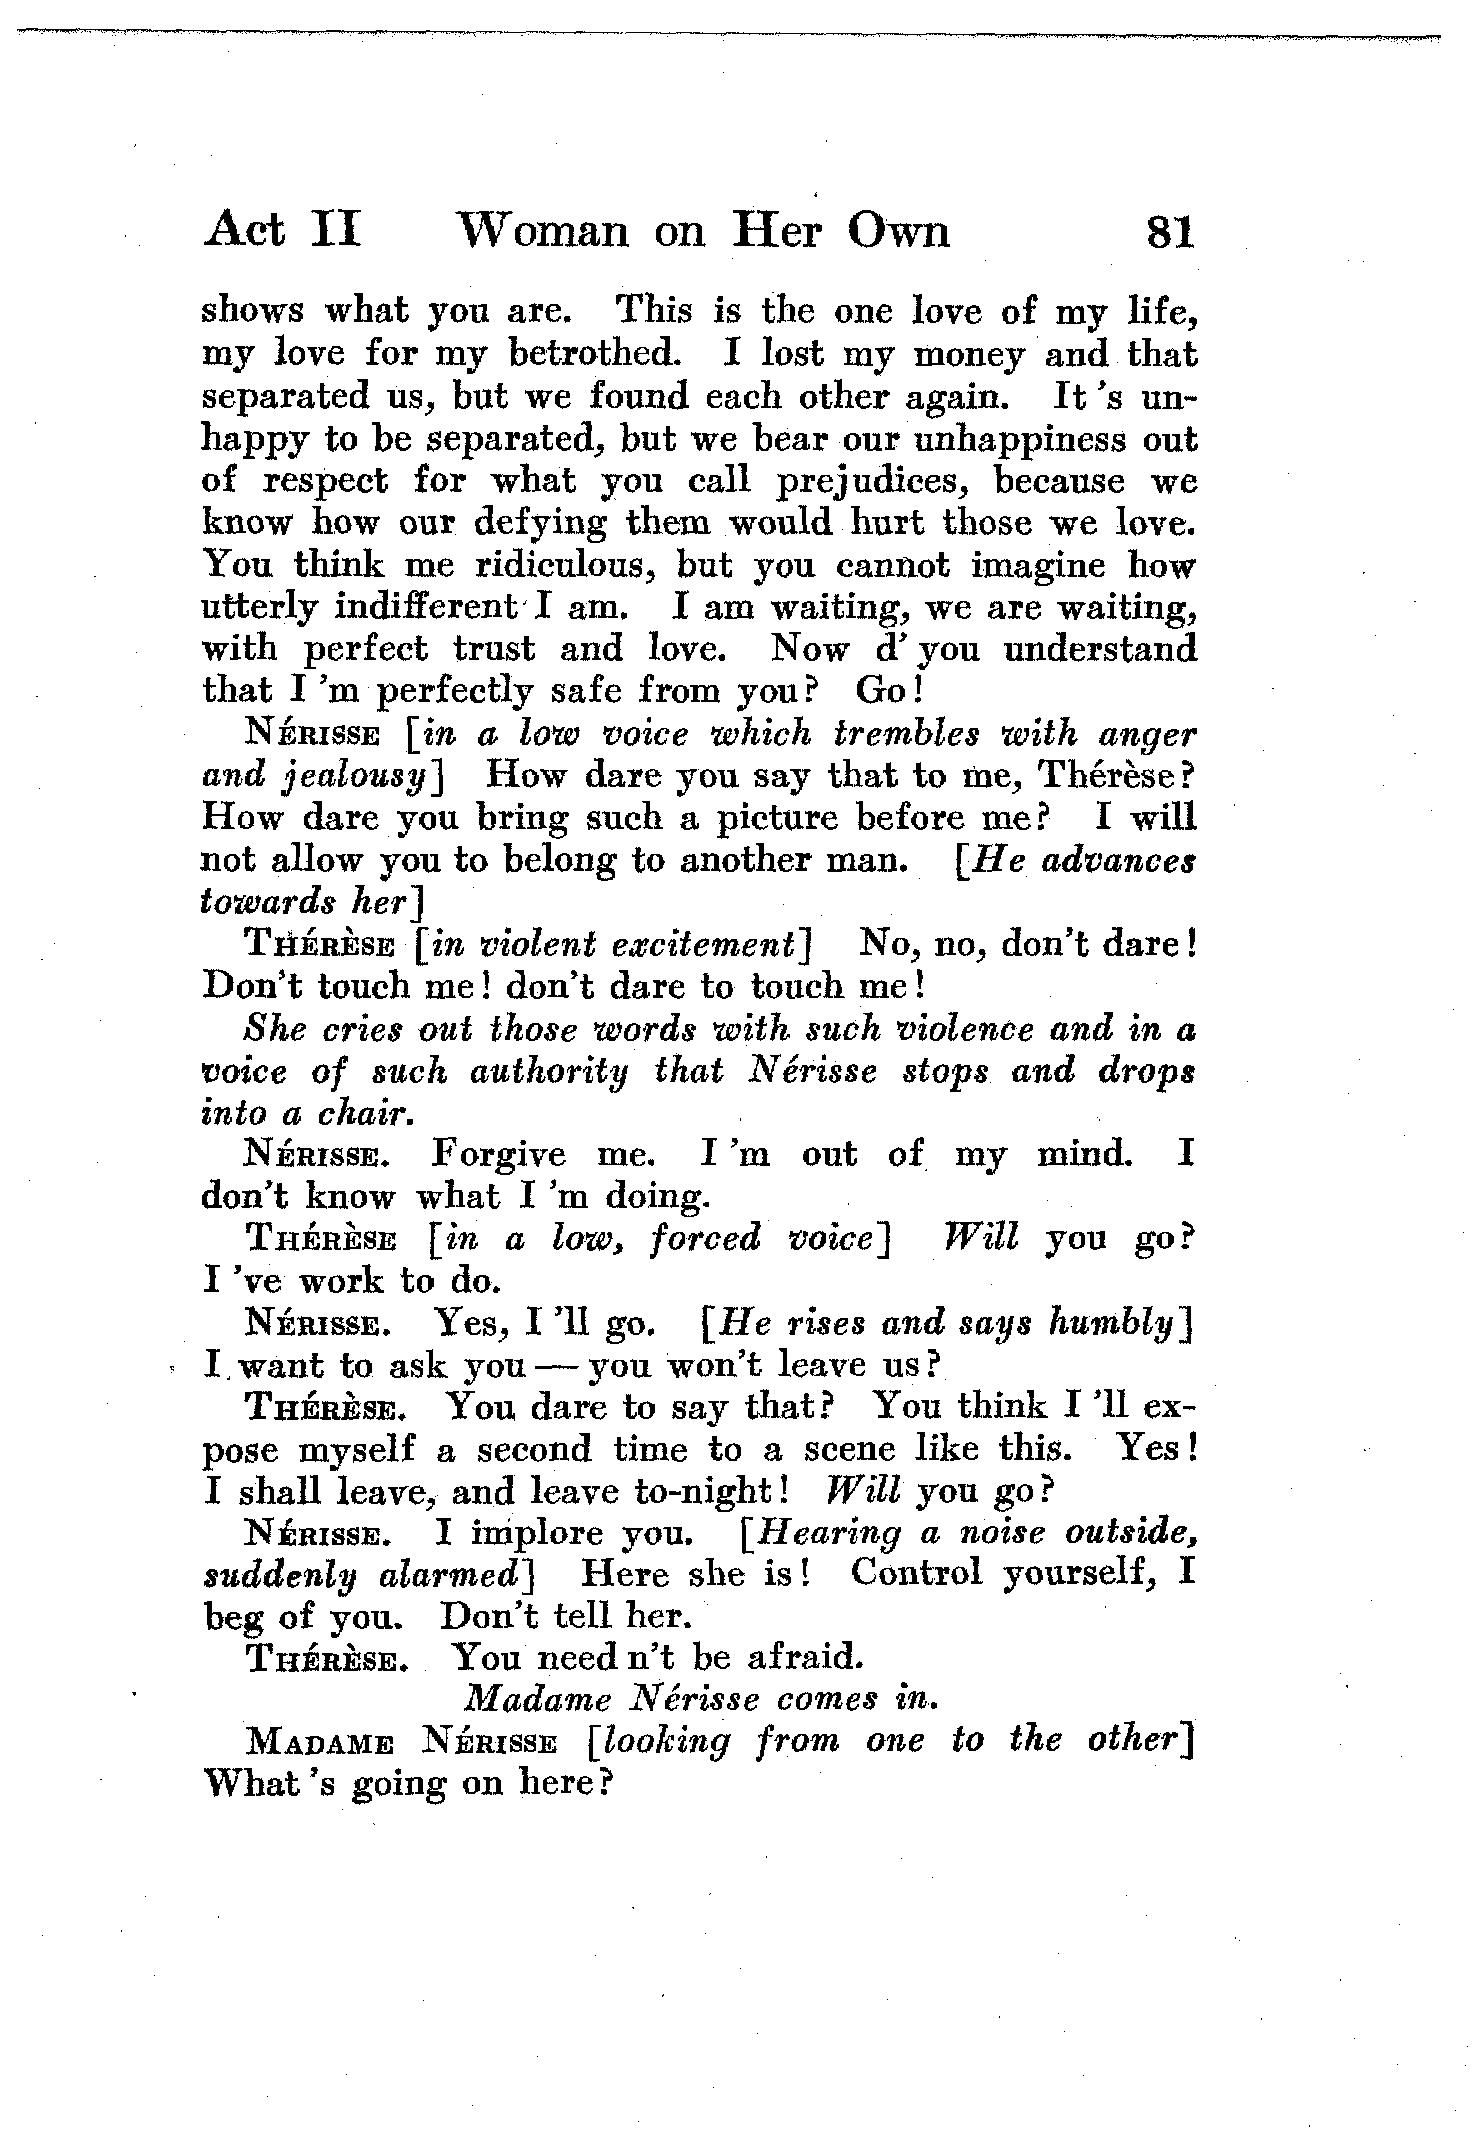 Act II Woman on Her Own 81
shows what you are. This is the one love of my life,
my love for my betrothed. I lost my money and that
separated us, but we found each other again. It 's un-
happy to be separated, but we bear our unhappiness out
of respect for what you call prejudices, because we
know how our defying them would hurt those we love.
You think me ridiculous, but you cannot imagine how
utterly indifferent I am. I am waiting, we are waiting,
with perfect trust and love. Now d' you understand
that I 'm perfectly safe from you? Go!
NÉRISSE [in a low voice which trembles with anger
and jealousy] How dare you say that to me, Thérèse?
How dare you bring such a picture before me? I will
not allow you to belong to another man. [He advances
towards her]
THÉRÈSE [in violent excitement] No, no, don't dare!
Don't touch me! don't dare to touch me!
She cries out those words with such violence and in a
voice of such authority that Nérisse stops and drops
into a chair.
NÉRISSE. Forgive me. I 'm out of my mind. I
don't know what I 'm doing.
THÉRÈSE [in a low, forced voice] Will you go?
I 've work to do.
NÉRISSE. Yes, I 'll go. [He rises and says humbly]
I want to ask you — you won't leave us?
THÉRÈSE. You dare to say that? You think I 'll ex-
pose myself a second time to a scene like this. Yes!
I shall leave, and leave to-night! Will you go?
NÉRISSE. I implore you. [Hearing a noise outside,
suddenly alarmed] Here she is! Control yourself, I
beg of you. Don't tell her.
THÉRÈSE. You need n't be afraid.
Madame Nérisse comes in.
MADAME NÉRISSE [looking from one to the other]
What 's going on here?